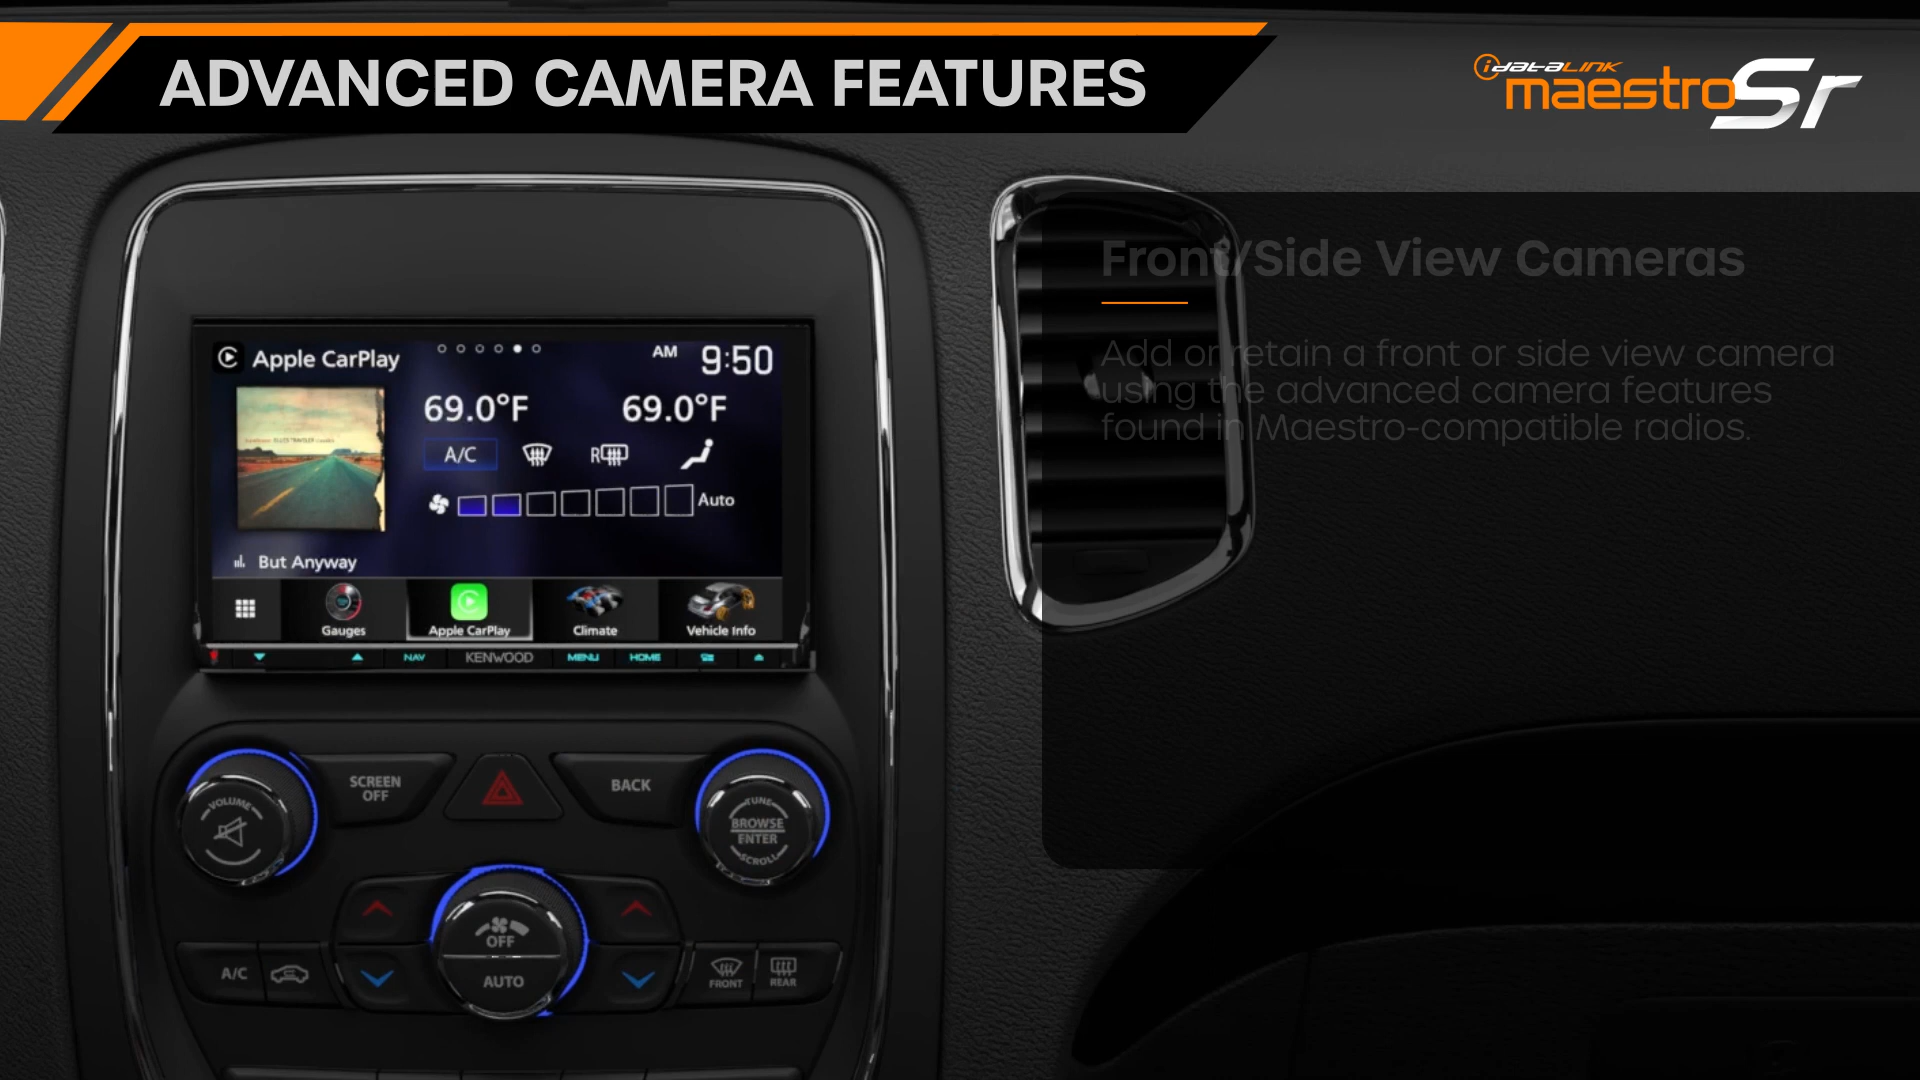 ADVANCED CAMERA FEATURES
iDataLink
maestro Sr
Front/Side View Cameras
Add or retain a front or side view camera
using the advanced camera features
found in Maestro-compatible radios.
Apple CarPlay
AM 9:50
69.0°F 69.0°F
A/C R
Auto
But Anyway
Gauges Apple CarPlay Climate Vehicle Info
NAV KENWOOD MENU HOME
SCREEN
OFF
BACK
VOLUME
TUNE
BROWSE
ENTER
SCROLL
OFF
AUTO
A/C
FRONT
REAR